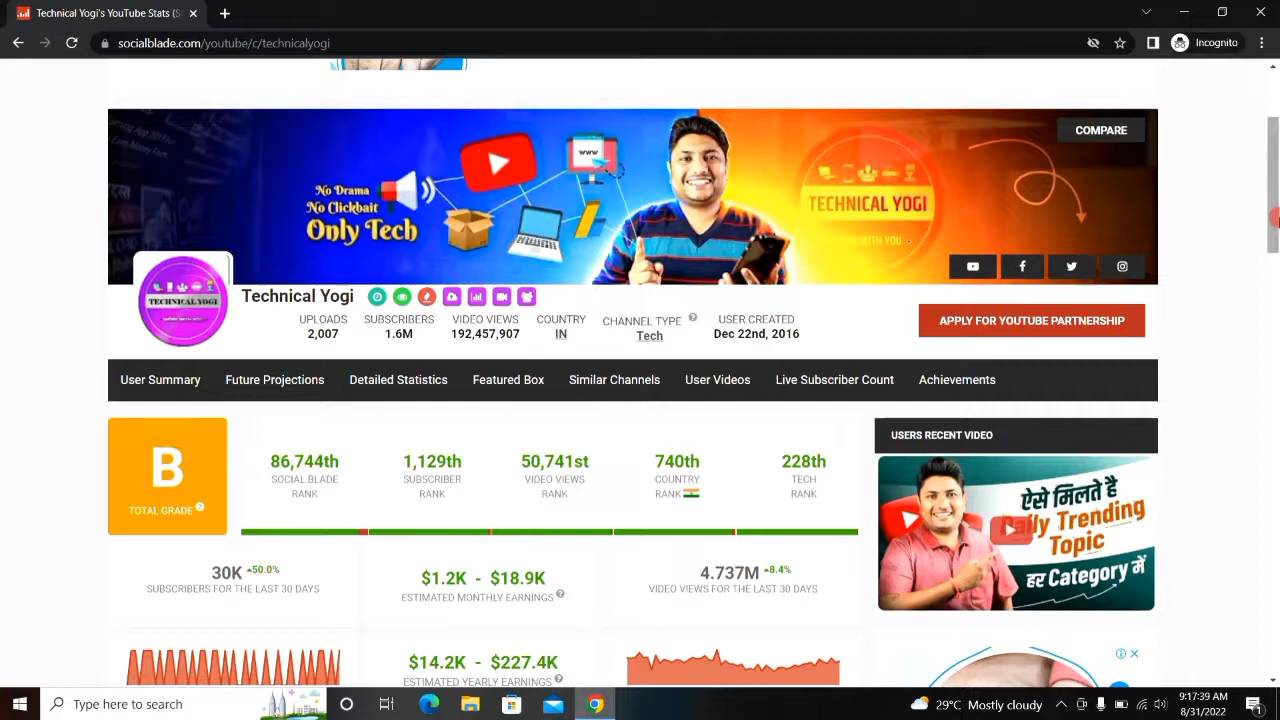 Technical Yogi's YouTube Stats (S
socialblade.com/youtube/c/technicalyogi
Incognito
COMPARE
www
No Drama
No Clickbait
Only Tech
TECHNICAL YOGI
WITH YOU
TECHNICAL YOGI
Technical Yogi
UPLOADS
2,007
SUBSCRIBERS
1.6M
VIDEO VIEWS
192,457,907
COUNTRY
IN
CHANNEL TYPE
Tech
USER CREATED
Dec 22nd, 2016
APPLY FOR YOUTUBE PARTNERSHIP
User Summary
Future Projections
Detailed Statistics
Featured Box
Similar Channels
User Videos
Live Subscriber Count
Achievements
B
TOTAL GRADE
86,744th
SOCIAL BLADE
RANK
1,129th
SUBSCRIBER
RANK
50,741st
VIDEO VIEWS
RANK
740th
COUNTRY
RANK
228th
TECH
RANK
USERS RECENT VIDEO
ऐसे मिलते है
Daily Trending
Topic
हर Category में
30K 50.0%
SUBSCRIBERS FOR THE LAST 30 DAYS
$1.2K - $18.9K
ESTIMATED MONTHLY EARNINGS
4.737M 8.4%
VIDEO VIEWS FOR THE LAST 30 DAYS
$14.2K - $227.4K
ESTIMATED YEARLY EARNINGS
Type here to search
29°C Mostly cloudy
9:17:39 AM
8/31/2022
1